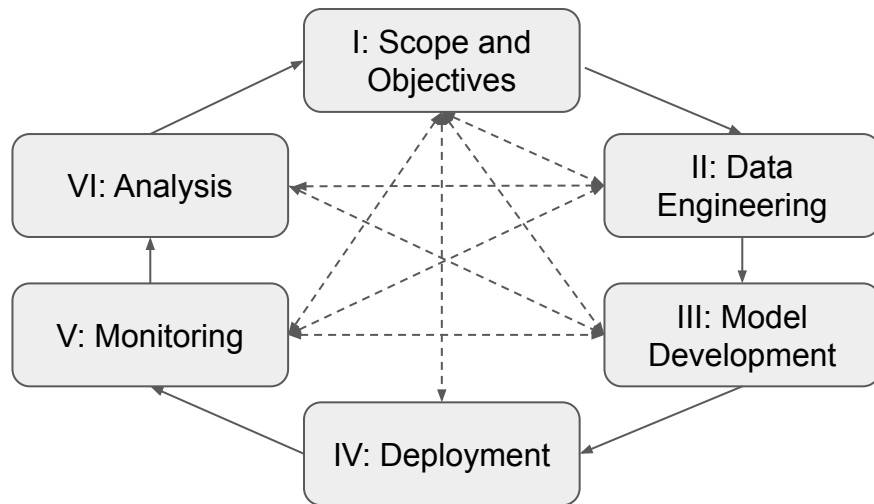 I: Scope and
Objectives
II: Data
Engineering
III: Model
Development
IV: Deployment
V: Monitoring
VI: Analysis